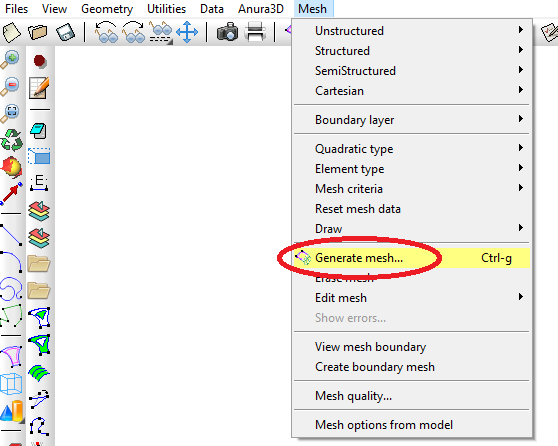 Files View Geometry Utilities Data Anura3D Mesh
Unstructured
Structured
SemiStructured
Cartesian
Boundary layer
Quadratic type
Element type
Mesh criteria
Reset mesh data
Draw
Generate mesh... Ctrl-g
Erase mesh
Edit mesh
Show errors...
View mesh boundary
Create boundary mesh
Mesh quality...
Mesh options from model
.E.